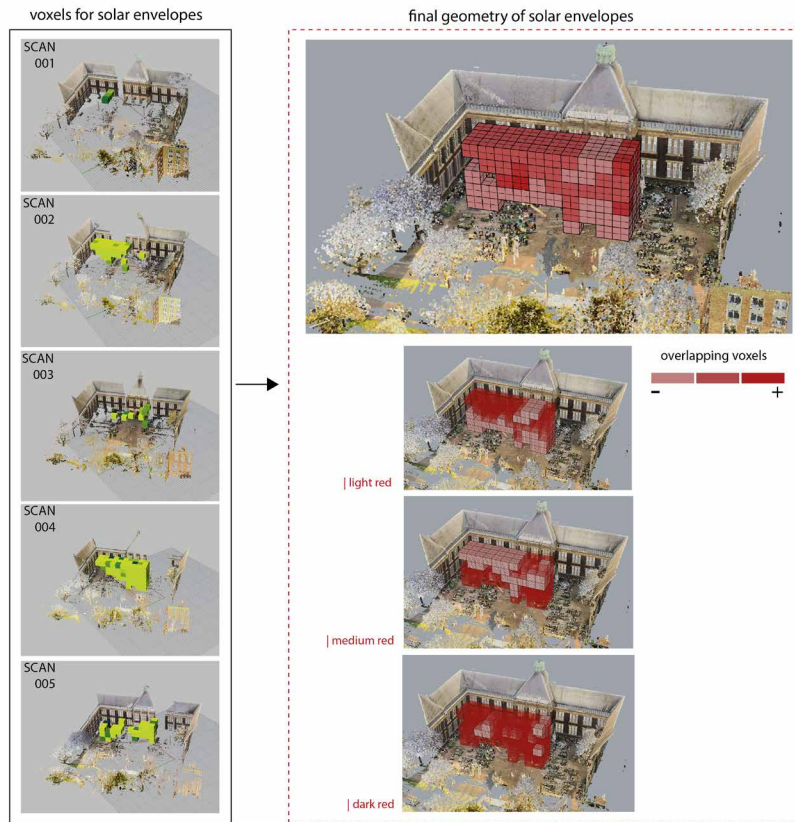 voxels for solar envelopes
SCAN
001
SCAN
002
SCAN
003
SCAN
004
SCAN
005
final geometry of solar envelopes
overlapping voxels
- +
| light red
| medium red
| dark red